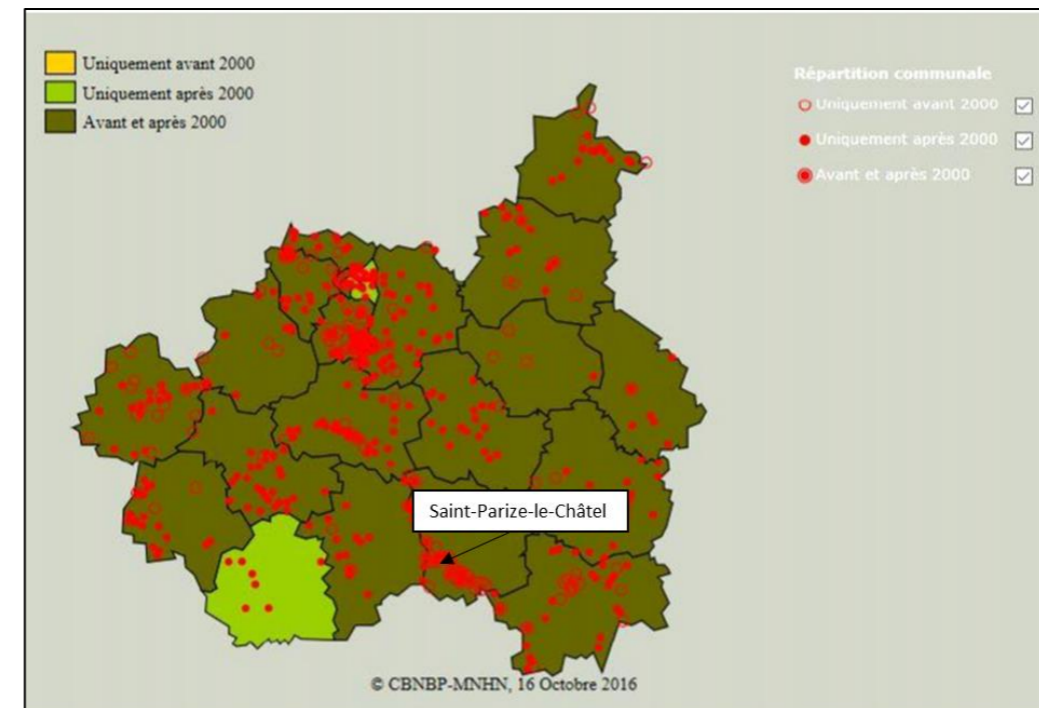 Uniquement avant 2000
Uniquement après 2000
Avant et après 2000
Répartition communale
Uniquement avant 2000
Uniquement après 2000
Avant et après 2000
Saint-Parize-le-Châtel
© CBNBP-MNHN, 16 Octobre 2016